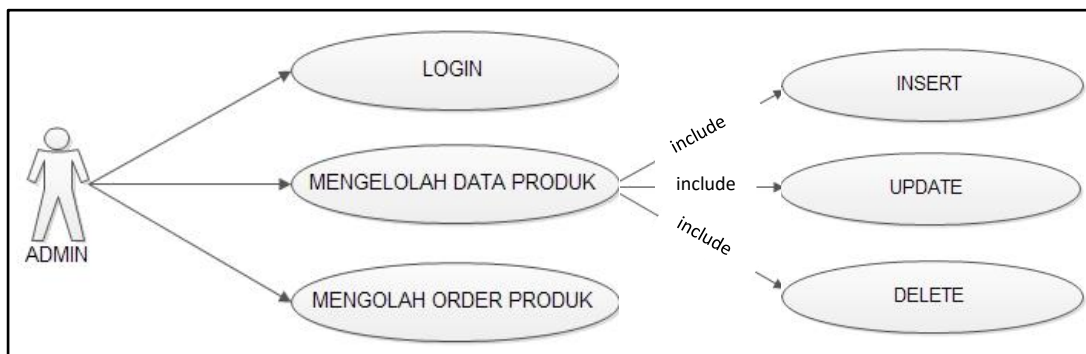 LOGIN
INSERT
include
MENGELOLAH DATA PRODUK
include
UPDATE
ADMIN
include
MENGOLAH ORDER PRODUK
DELETE